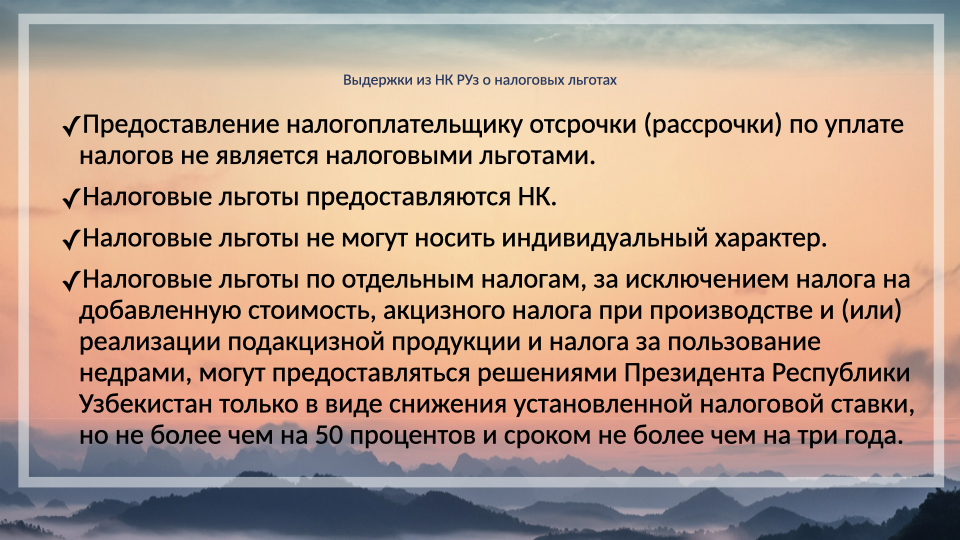 Выдержки из НК РУз о налоговых льготах
✓Предоставление налогоплательщику отсрочки (рассрочки) по уплате
налогов не является налоговыми льготами.
✓Налоговые льготы предоставляются НК.
✓Налоговые льготы не могут носить индивидуальный характер.
✓Налоговые льготы по отдельным налогам, за исключением налога на
добавленную стоимость, акцизного налога при производстве и (или)
реализации подакцизной продукции и налога за пользование
недрами, могут предоставляться решениями Президента Республики
Узбекистан только в виде снижения установленной налоговой ставки,
но не более чем на 50 процентов и сроком не более чем на три года.